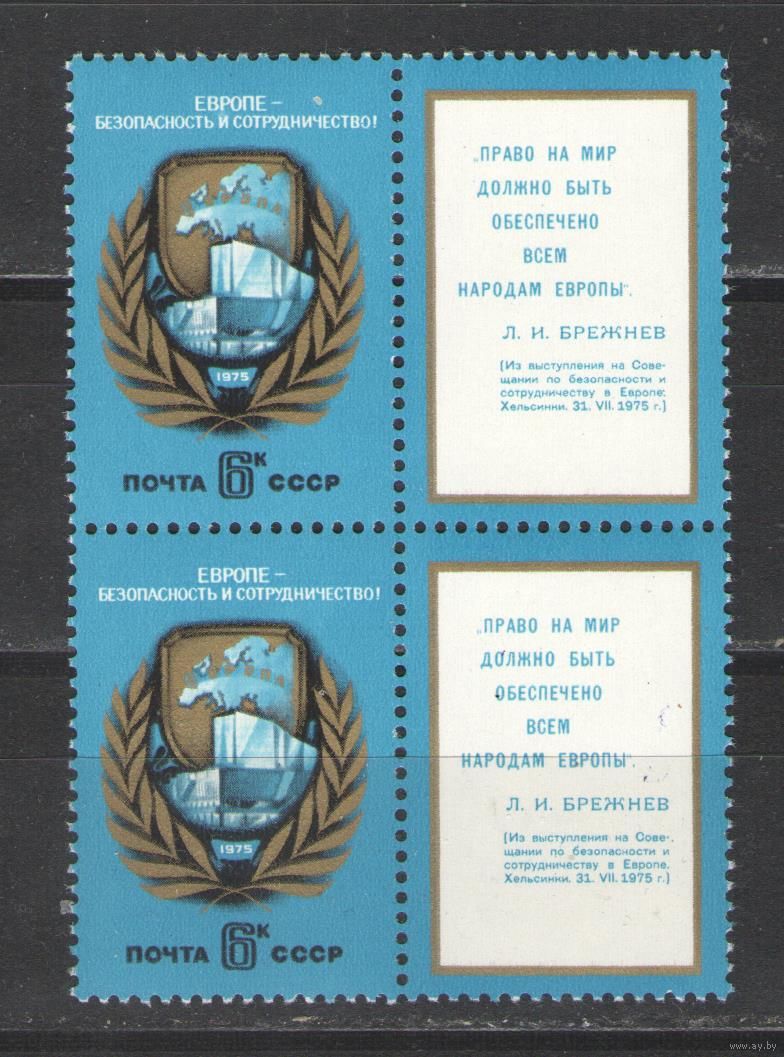 ЕВРОПЕ –
БЕЗОПАСНОСТЬ И СОТРУДНИЧЕСТВО!
1975
ПОЧТА 6К СССР
„ПРАВО НА МИР
ДОЛЖНО БЫТЬ
ОБЕСПЕЧЕНО
ВСЕМ
НАРОДАМ ЕВРОПЫ".
Л. И. БРЕЖНЕВ
(Из выступления на Сове-
щании по безопасности и
сотрудничеству в Европе.
Хельсинки. 31. VII. 1975 г.)
ЕВРОПЕ –
БЕЗОПАСНОСТЬ И СОТРУДНИЧЕСТВО!
1975
ПОЧТА 6К СССР
„ПРАВО НА МИР
ДОЛЖНО БЫТЬ
ОБЕСПЕЧЕНО
ВСЕМ
НАРОДАМ ЕВРОПЫ".
Л. И. БРЕЖНЕВ
(Из выступления на Сове-
щании по безопасности и
сотрудничеству в Европе.
Хельсинки. 31. VII. 1975 г.)
www.ay.by